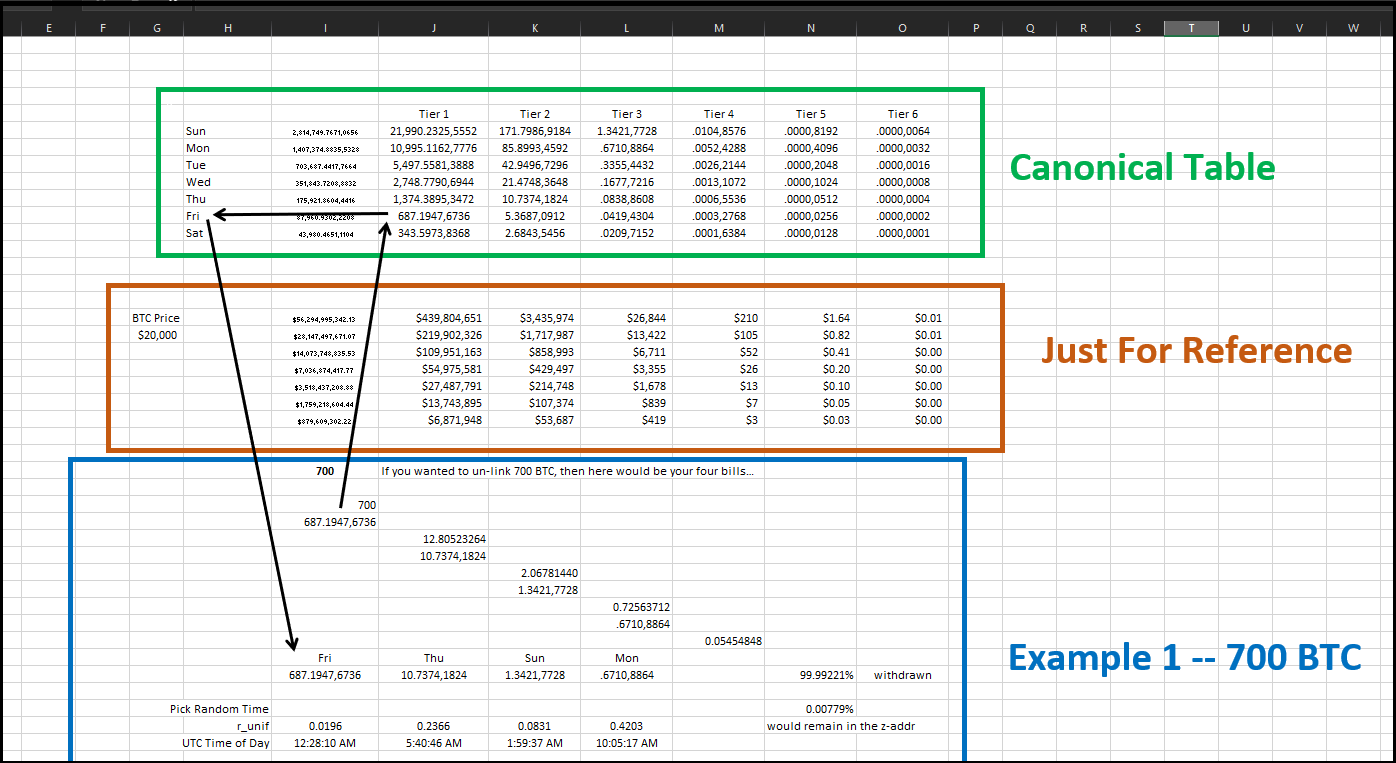 E F G H I J K L M N O P Q R S T U V W
Tier 1 Tier 2 Tier 3 Tier 4 Tier 5 Tier 6
Sun 2,814,749.7671,0656 21,990.2325,5552 171.7986,9184 1.3421,7728 .0104,8576 .0000,8192 .0000,0064
Mon 1,407,374.8835,5328 10,995.1162,7776 85.8993,4592 .6710,8864 .0052,4288 .0000,4096 .0000,0032
Tue 703,687.4417,7664 5,497.5581,3888 42.9496,7296 .3355,4432 .0026,2144 .0000,2048 .0000,0016
Wed 351,843.7208,8832 2,748.7790,6944 21.4748,3648 .1677,7216 .0013,1072 .0000,1024 .0000,0008
Thu 175,921.8604,4416 1,374.3895,3472 10.7374,1824 .0838,8608 .0006,5536 .0000,0512 .0000,0004
Fri 87,960.9302,2208 687.1947,6736 5.3687,0912 .0419,4304 .0003,2768 .0000,0256 .0000,0002
Sat 43,980.4651,1104 343.5973,8368 2.6843,5456 .0209,7152 .0001,6384 .0000,0128 .0000,0001
Canonical Table
BTC Price $56,294,995,342.13 $439,804,651 $3,435,974 $26,844 $210 $1.64 $0.01
$20,000 $28,147,497,671.07 $219,902,326 $1,717,987 $13,422 $105 $0.82 $0.01
$14,073,748,835.53 $109,951,163 $858,993 $6,711 $52 $0.41 $0.00
$7,036,874,417.77 $54,975,581 $429,497 $3,355 $26 $0.20 $0.00
$3,518,437,208.88 $27,487,791 $214,748 $1,678 $13 $0.10 $0.00
$1,759,218,604.44 $13,743,895 $107,374 $839 $7 $0.05 $0.00
$879,609,302.22 $6,871,948 $53,687 $419 $3 $0.03 $0.00
Just For Reference
700 If you wanted to un-link 700 BTC, then here would be your four bills...
700
687.1947,6736
12.80523264
10.7374,1824
2.06781440
1.3421,7728
0.72563712
.6710,8864
0.05454848
Fri Thu Sun Mon
687.1947,6736 10.7374,1824 1.3421,7728 .6710,8864 99.99221% withdrawn
Example 1 -- 700 BTC
Pick Random Time 0.00779%
r_unif 0.0196 0.2366 0.0831 0.4203 would remain in the z-addr
UTC Time of Day 12:28:10 AM 5:40:46 AM 1:59:37 AM 10:05:17 AM